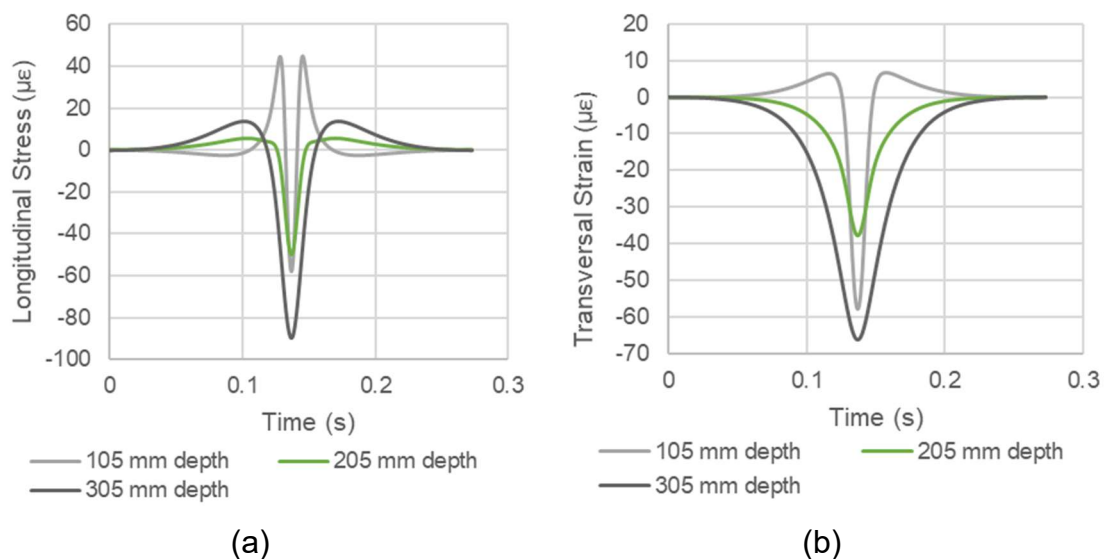 60
40
20
0
-20
-40
-60
-80
-100
Longitudinal Stress (με)
0 0.1 0.2 0.3
Time (s)
105 mm depth 205 mm depth
305 mm depth
(a)
20
10
0
-10
-20
-30
-40
-50
-60
-70
Transversal Strain (με)
0 0.1 0.2 0.3
Time (s)
105 mm depth 205 mm depth
305 mm depth
(b)